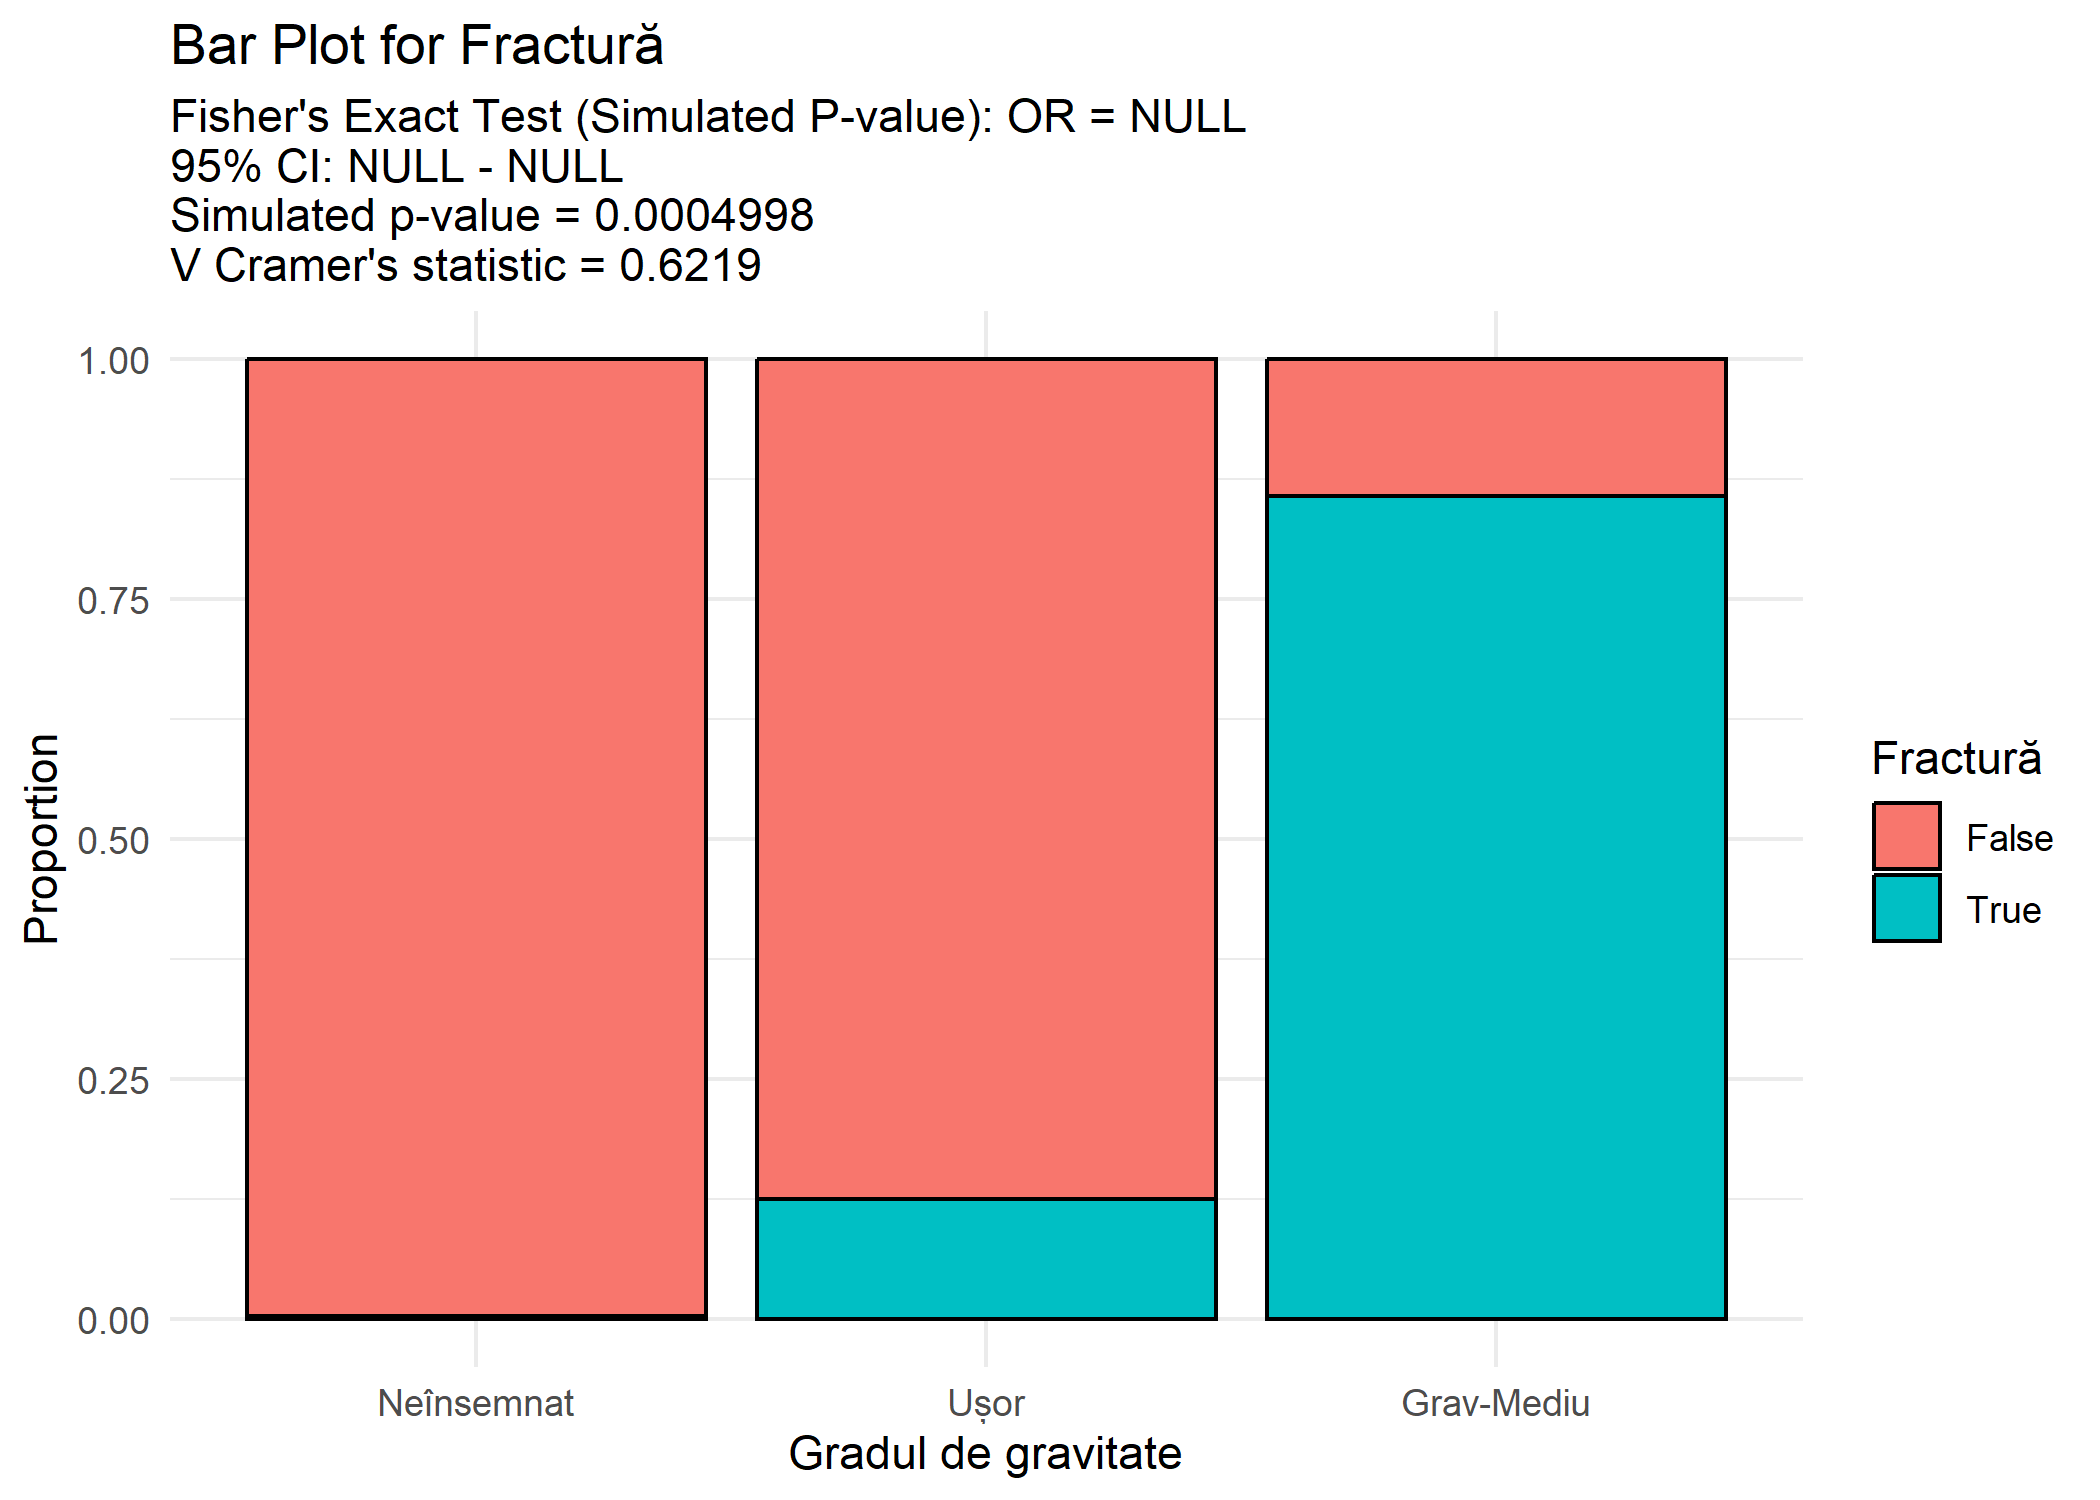 Bar Plot for Fractură
Fisher's Exact Test (Simulated P-value): OR = NULL
95% CI: NULL - NULL
Simulated p-value = 0.0004998
V Cramer's statistic = 0.6219
Proportion
1.00
0.75
0.50
0.25
0.00
Neînsemnat
Ușor
Grav-Mediu
Gradul de gravitate
Fractură
False
True